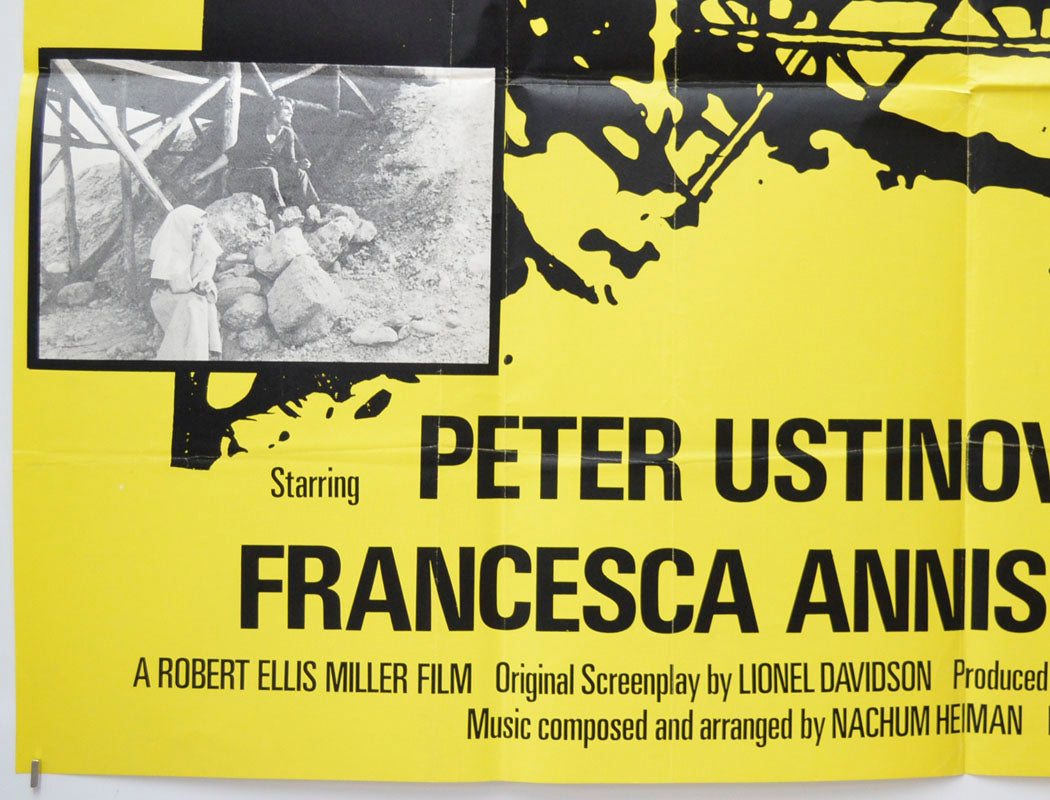 Starring PETER USTINOV
FRANCESCA ANNIS
A ROBERT ELLIS MILLER FILM Original Screenplay by LIONEL DAVIDSON Produced
Music composed and arranged by NACHUM HEIMAN